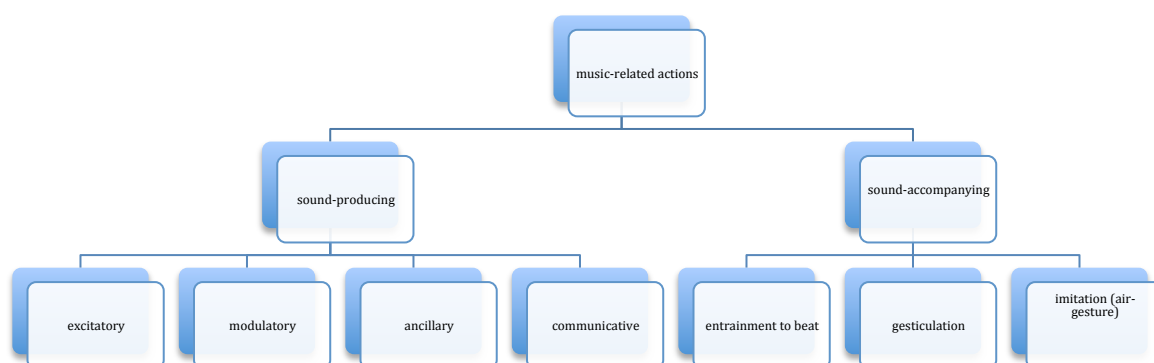 music-related actions
sound-producing
sound-accompanying
excitatory
modulatory
ancillary
communicative
entrainment to beat
gesticulation
imitation (air-
gesture)